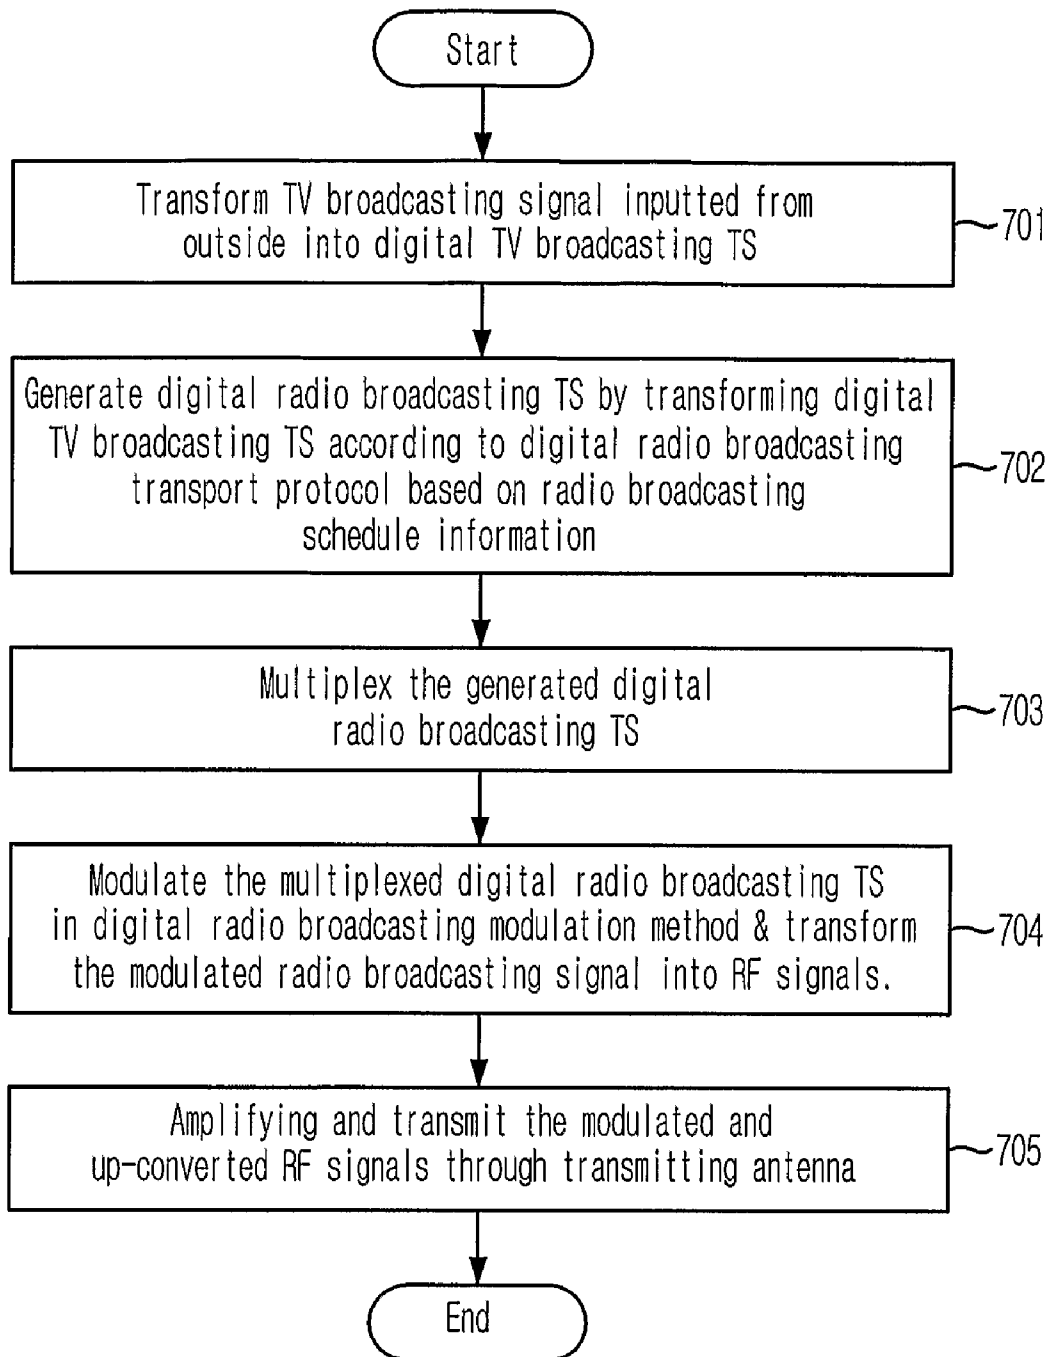 Start
Transform TV broadcasting signal inputted from
outside into digital TV broadcasting TS
701
Generate digital radio broadcasting TS by transforming digital
TV broadcasting TS according to digital radio broadcasting
transport protocol based on radio broadcasting
schedule information
702
Multiplex the generated digital
radio broadcasting TS
703
Modulate the multiplexed digital radio broadcasting TS
in digital radio broadcasting modulation method & transform
the modulated radio broadcasting signal into RF signals.
704
Amplifying and transmit the modulated and
up-converted RF signals through transmitting antenna
705
End